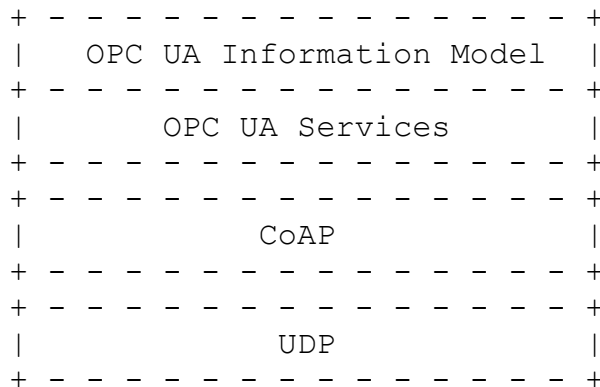 + - - - - - - - - - - - - - - +
|   OPC UA Information Model  |
+ - - - - - - - - - - - - - - +
|       OPC UA Services       |
+ - - - - - - - - - - - - - - +
+ - - - - - - - - - - - - - - +
|            CoAP             |
+ - - - - - - - - - - - - - - +
+ - - - - - - - - - - - - - - +
|             UDP             |
+ - - - - - - - - - - - - - - +